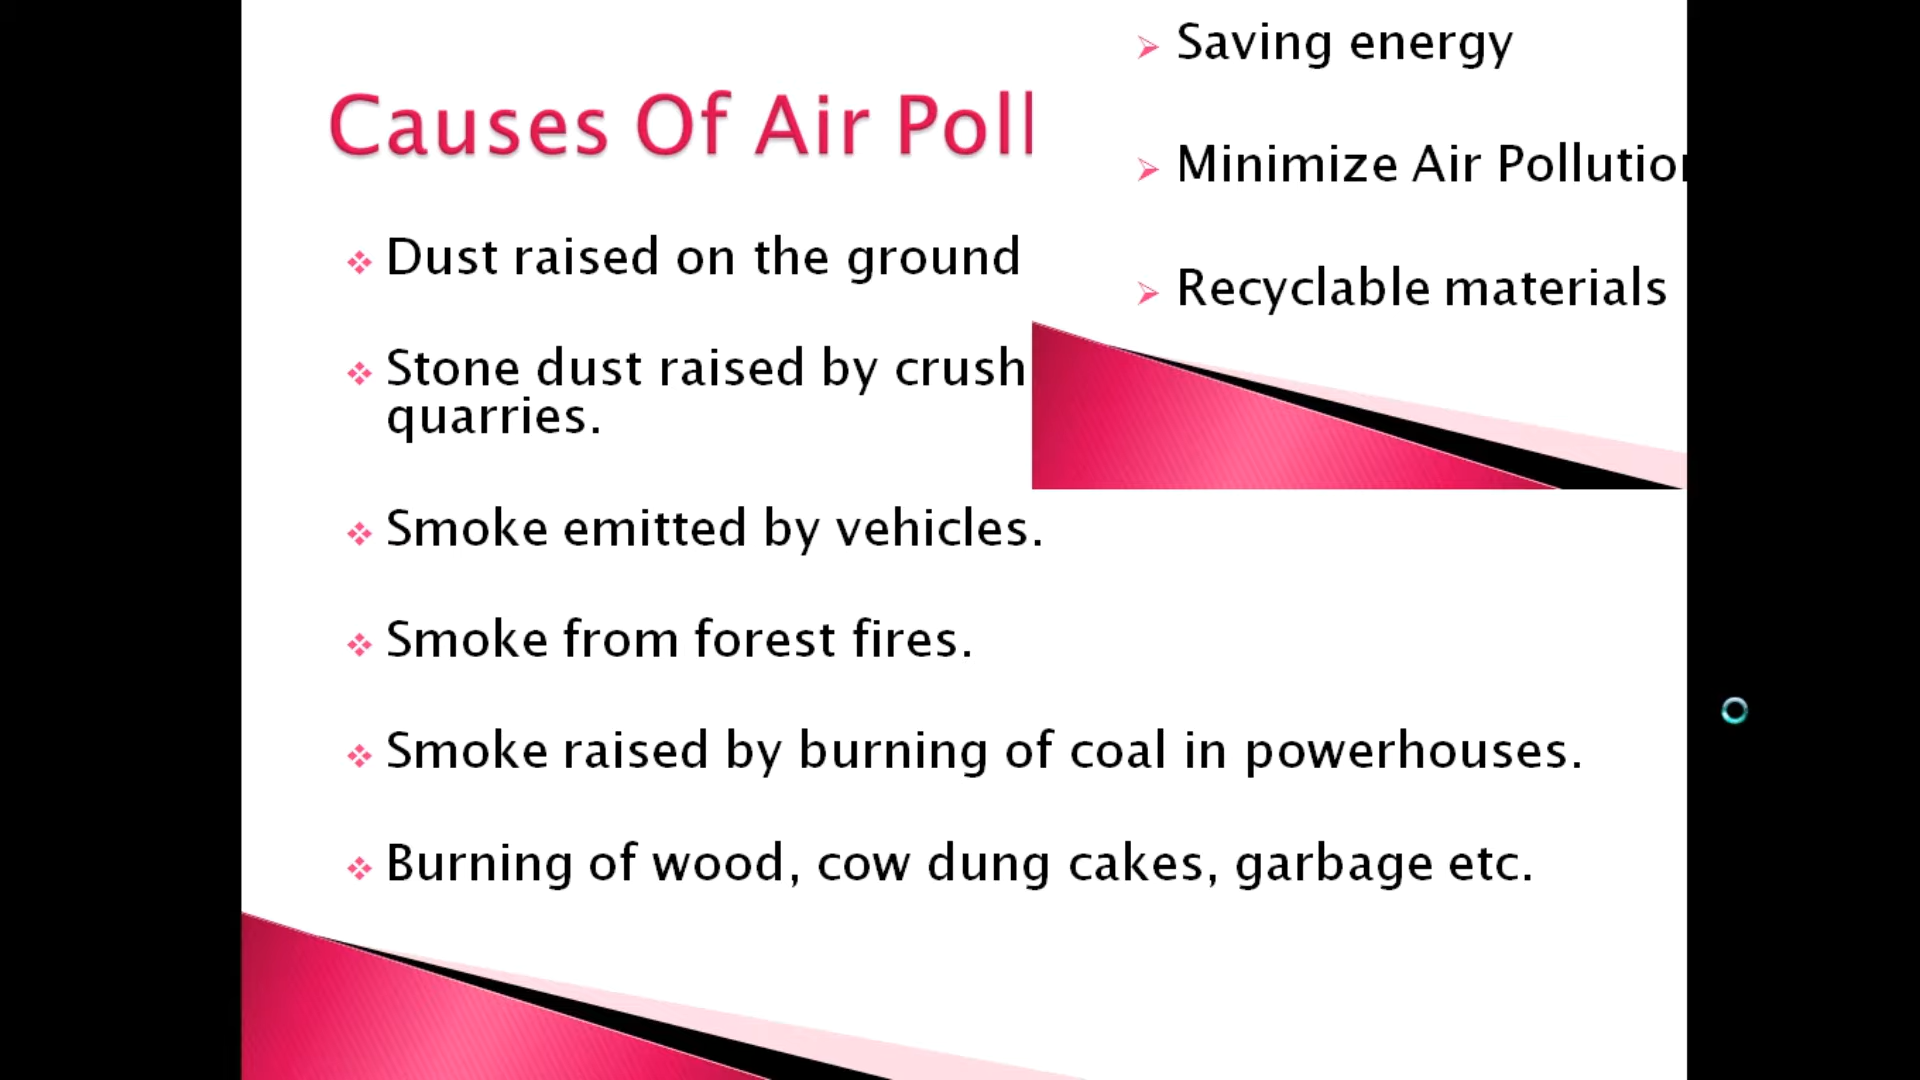 Saving energy
Minimize Air Pollution
Recyclable materials
Causes Of Air Poll
Dust raised on the ground
Stone dust raised by crush
quarries.
Smoke emitted by vehicles.
Smoke from forest fires.
Smoke raised by burning of coal in powerhouses.
Burning of wood, cow dung cakes, garbage etc.